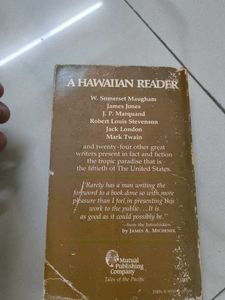 A HAWAIIAN READER
W. Somerset Maugham
James Jones
J. P. Marquand
Robert Louis Stevenson
Jack London
Mark Twain
and twenty-four other great
writers present in fact and fiction
the tropic paradise that is
the fiftieth of The United States.
"Rarely has a man writing the
forword to a book done so with more
pleasure than I feel in presenting this
work to the public . . . It is
as good as it could possibly be."
—from the Introduction
by JAMES A. MICHENER
Mutual
Publishing
Company
Tales of the Pacific